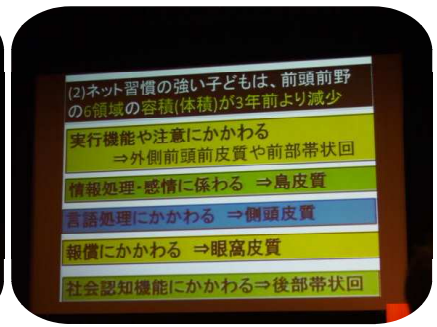 (2)ネット習慣の強い子どもは、前頭前野
の6領域の容積(体積)が3年前より減少
実行機能や注意にかかわる
⇒外側前頭前皮質や前部帯状回
情報処理・感情に係わる ⇒島皮質
言語処理にかかわる ⇒側頭皮質
報償にかかわる ⇒眼窩皮質
社会認知機能にかかわる⇒後部帯状回